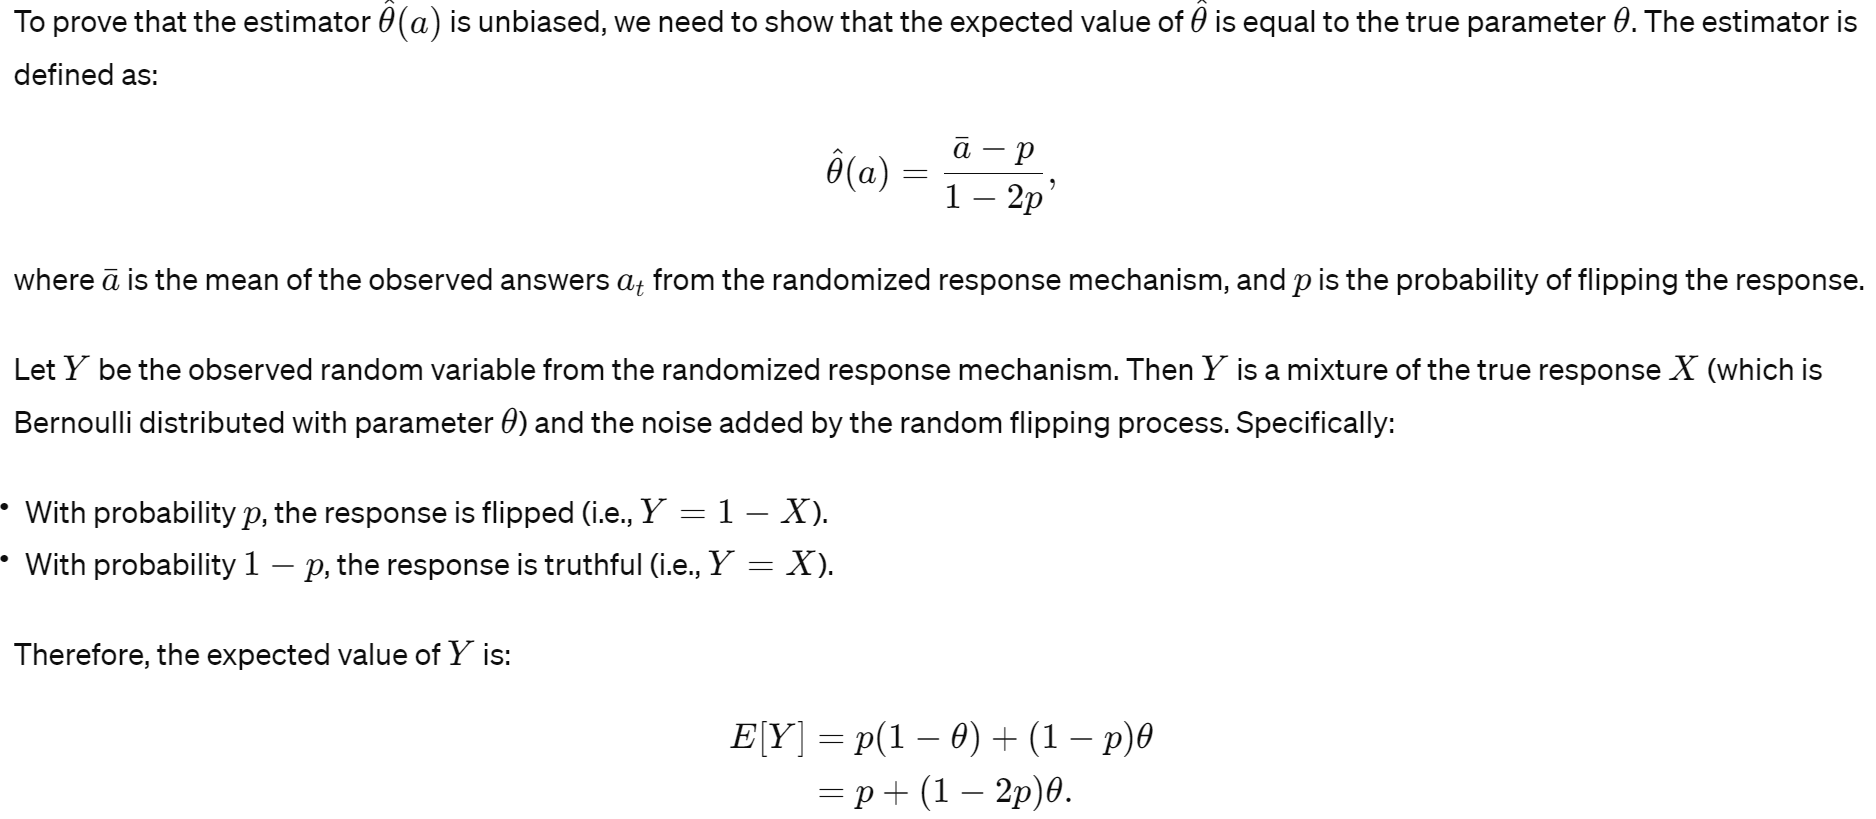 To prove that the estimator θ̂(a) is unbiased, we need to show that the expected value of θ̂ is equal to the true parameter θ. The estimator is
defined as:
θ̂(a) = (ā − p) / (1 − 2p),
where ā is the mean of the observed answers aₜ from the randomized response mechanism, and p is the probability of flipping the response.
Let Y be the observed random variable from the randomized response mechanism. Then Y is a mixture of the true response X (which is
Bernoulli distributed with parameter θ) and the noise added by the random flipping process. Specifically:
• With probability p, the response is flipped (i.e., Y = 1 − X).
• With probability 1 − p, the response is truthful (i.e., Y = X).
Therefore, the expected value of Y is:
E[Y] = p(1 − θ) + (1 − p)θ
= p + (1 − 2p)θ.